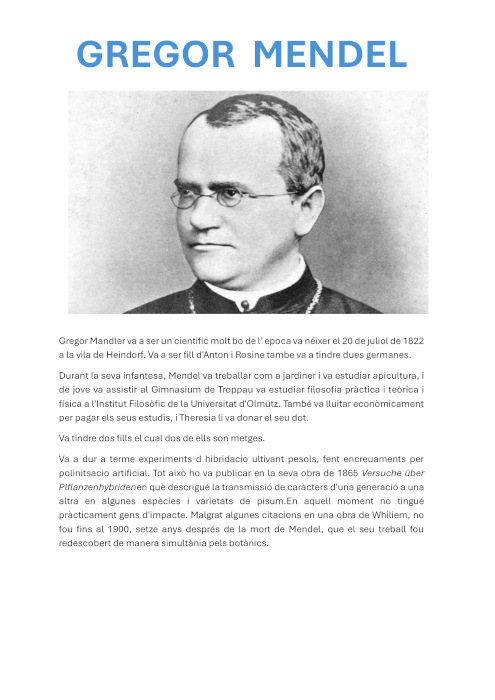 GREGOR MENDEL
Gregor Mandler va a ser un cientific molt bo de l' epoca va néixer el 20 de juliol de 1822
a la vila de Heindorf. Va a ser fill d'Anton i Rosine tambe va a tindre dues germanes.
Durant la seva infantesa, Mendel va treballar com a jardiner i va estudiar apicultura, i
de jove va assistir al Gimnasium de Troppau va estudiar filosofia pràctica i teòrica i
física a l'Institut Filosòfic de la Universitat d'Olmütz. També va lluitar econòmicament
per pagar els seus estudis, i Theresia li va donar el seu dot.
Va tindre dos fills el cual dos de ells son metges.
Va a dur a terme experiments d hibridacio ultivant pesols, fent encreuaments per
polinitsacio artificial. Tot això ho va publicar en la seva obra de 1865 Versuche über
Plflanzenhybridenen què descrigué la transmissió de caràcters d'una generació a una
altra en algunes espècies i varietats de pisum.En aquell moment no tingué
pràcticament gens d'impacte. Malgrat algunes citacions en una obra de Whiliem, no
fou fins al 1900, setze anys després de la mort de Mendel, que el seu treball fou
redescobert de manera simultània pels botànics.